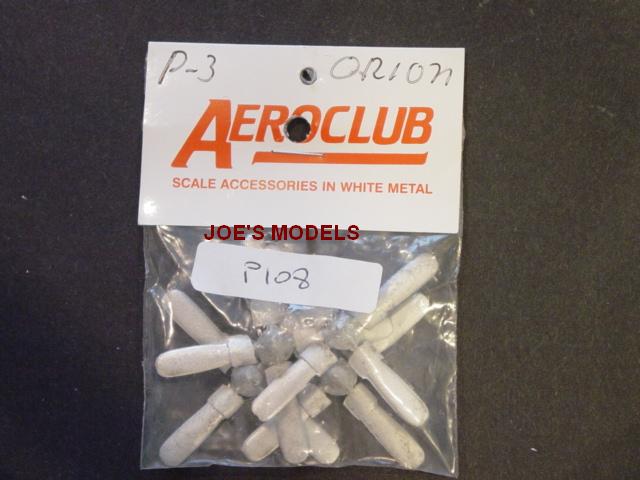 P-3 ORION
AEROCLUB
SCALE ACCESSORIES IN WHITE METAL
JOE'S MODELS
P108